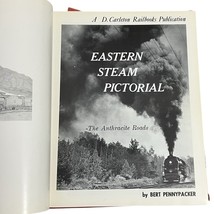 A D. Carleton Railbooks Publication
EASTERN
STEAM
PICTORIAL
-The Anthracite Roads-
by BERT PENNYPACKER